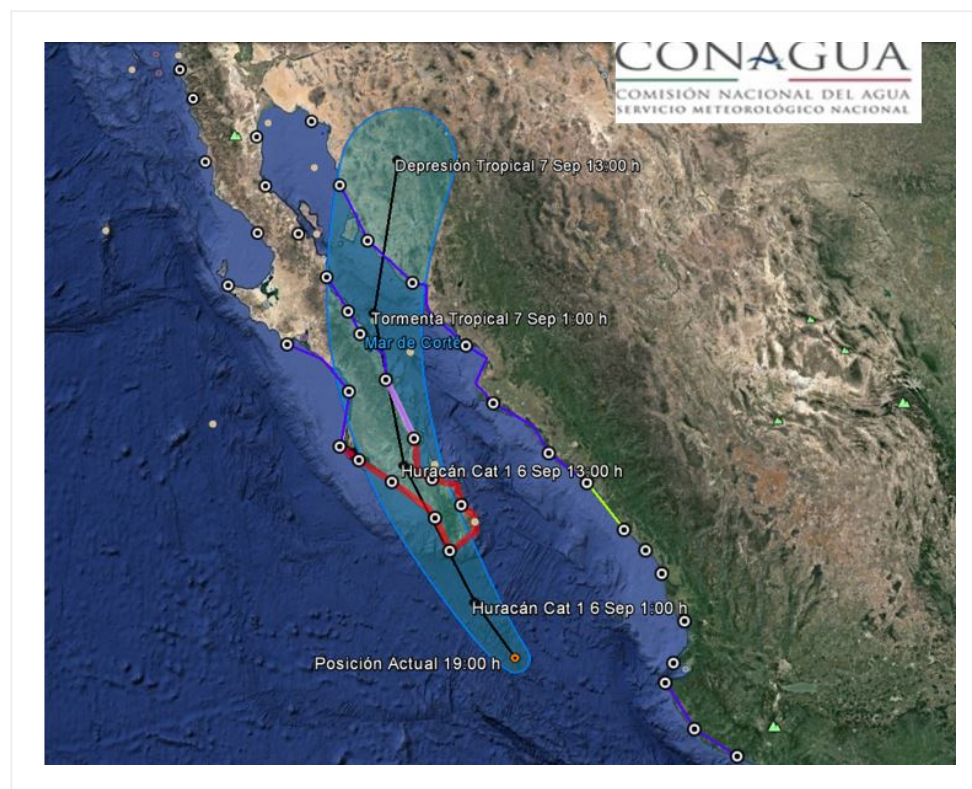 CONAGUA
COMISIÓN NACIONAL DEL AGUA
SERVICIO METEOROLÓGICO NACIONAL
Depresión Tropical 7 Sep 13:00 h
Tormenta Tropical 7 Sep 1:00 h
Mar de Corté
Huracán Cat 1 6 Sep 13:00 h
Huracán Cat 1 6 Sep 1:00 h
Posición Actual 19:00 h